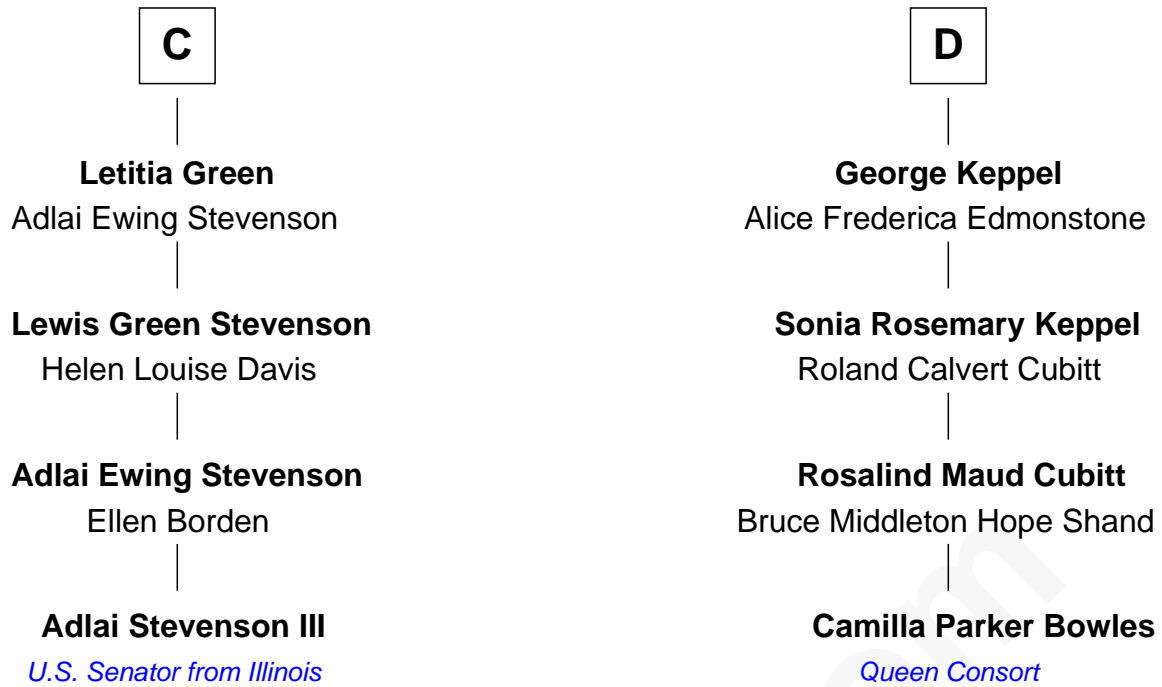 C
Letitia Green
Adlai Ewing Stevenson
Lewis Green Stevenson
Helen Louise Davis
Adlai Ewing Stevenson
Ellen Borden
Adlai Stevenson III
U.S. Senator from Illinois
D
George Keppel
Alice Frederica Edmonstone
Sonia Rosemary Keppel
Roland Calvert Cubitt
Rosalind Maud Cubitt
Bruce Middleton Hope Shand
Camilla Parker Bowles
Queen Consort